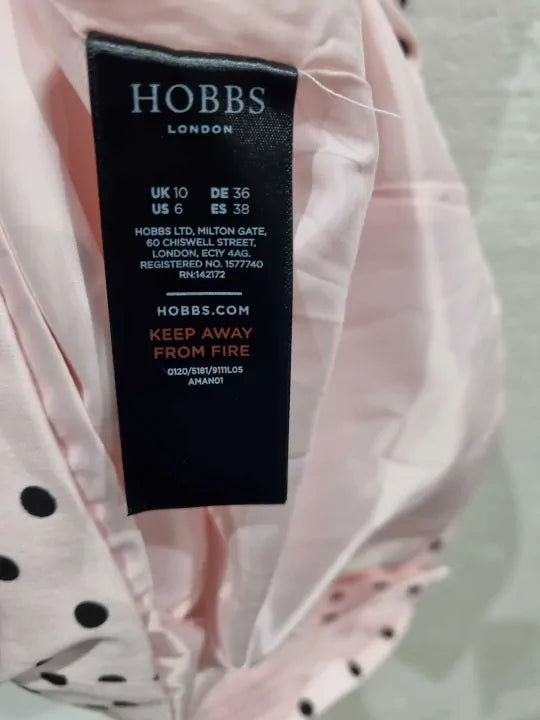 HOBBS
LONDON
UK 10 DE 36
US 6 ES 38
HOBBS LTD, MILTON GATE,
60 CHISWELL STREET,
LONDON, EC1Y 4AG.
REGISTERED NO. 1577740
RN:142172
HOBBS.COM
KEEP AWAY
FROM FIRE
0120/5181/9111L05
AMAN01